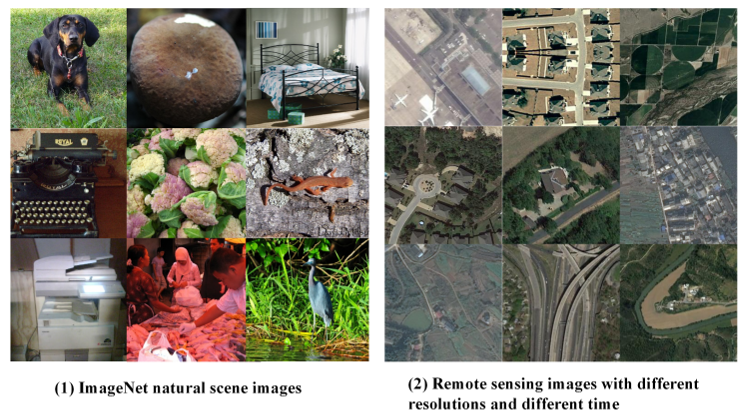 ROYAL
(1) ImageNet natural scene images
(2) Remote sensing images with different
resolutions and different time